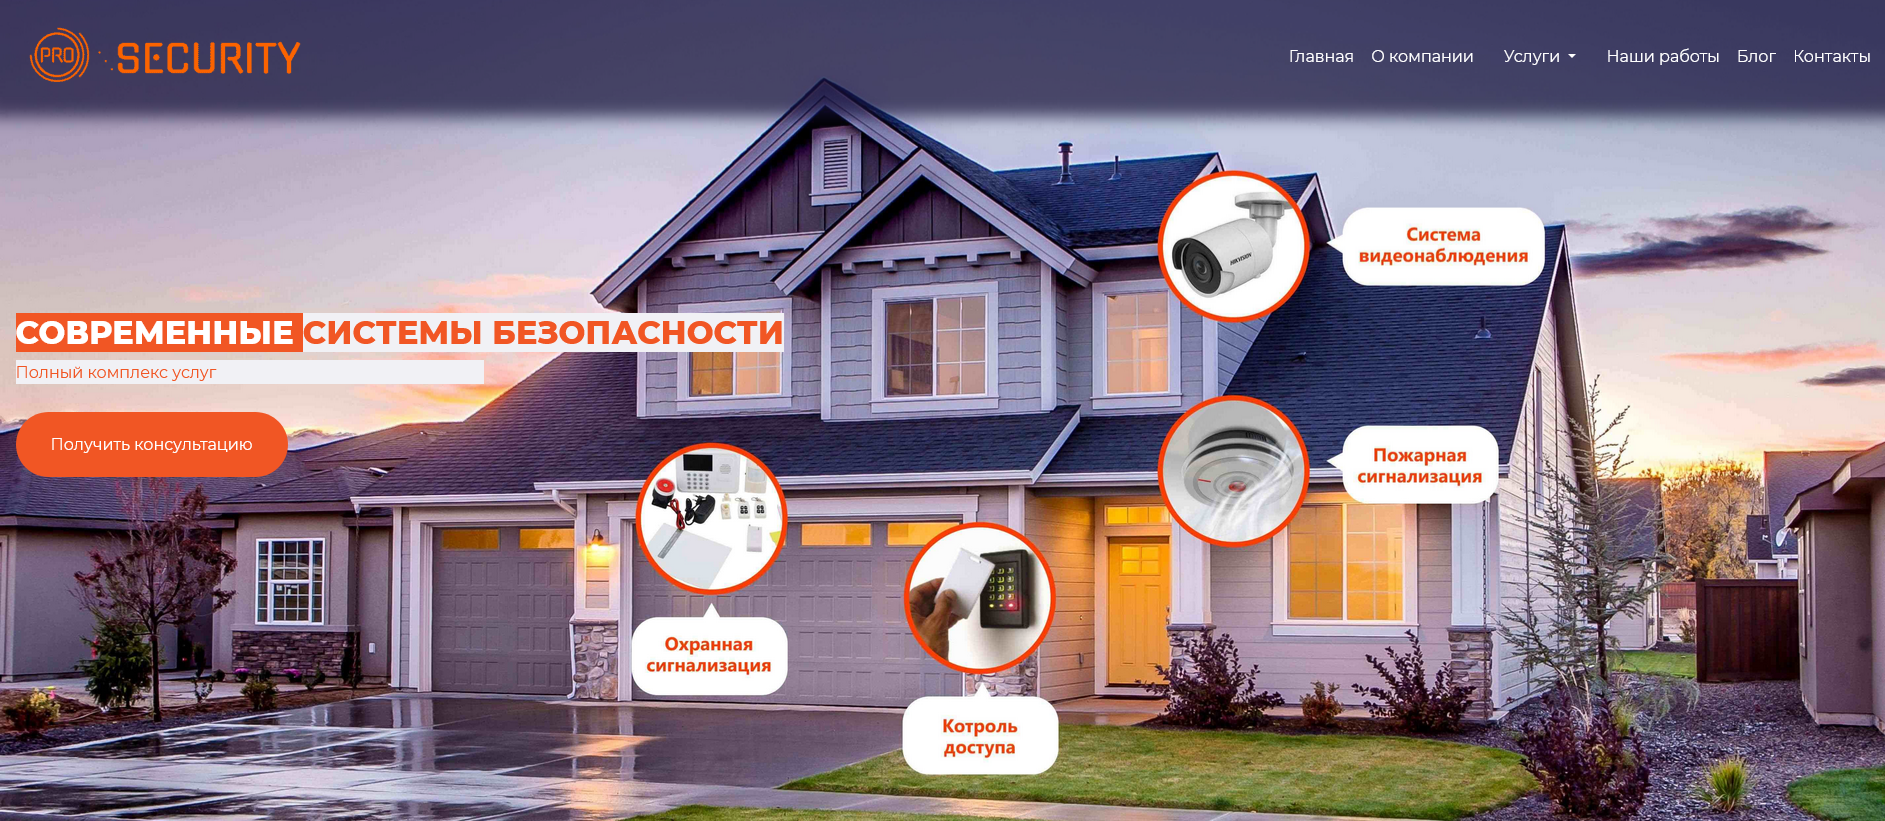 PRO SECURITY
Главная О компании Услуги Наши работы Блог Контакты
Система
видеонаблюдения
HIKVISION
СОВРЕМЕННЫЕ СИСТЕМЫ БЕЗОПАСНОСТИ
Полный комплекс услуг
Получить консультацию
Пожарная
сигнализация
Охранная
сигнализация
Котроль
доступа